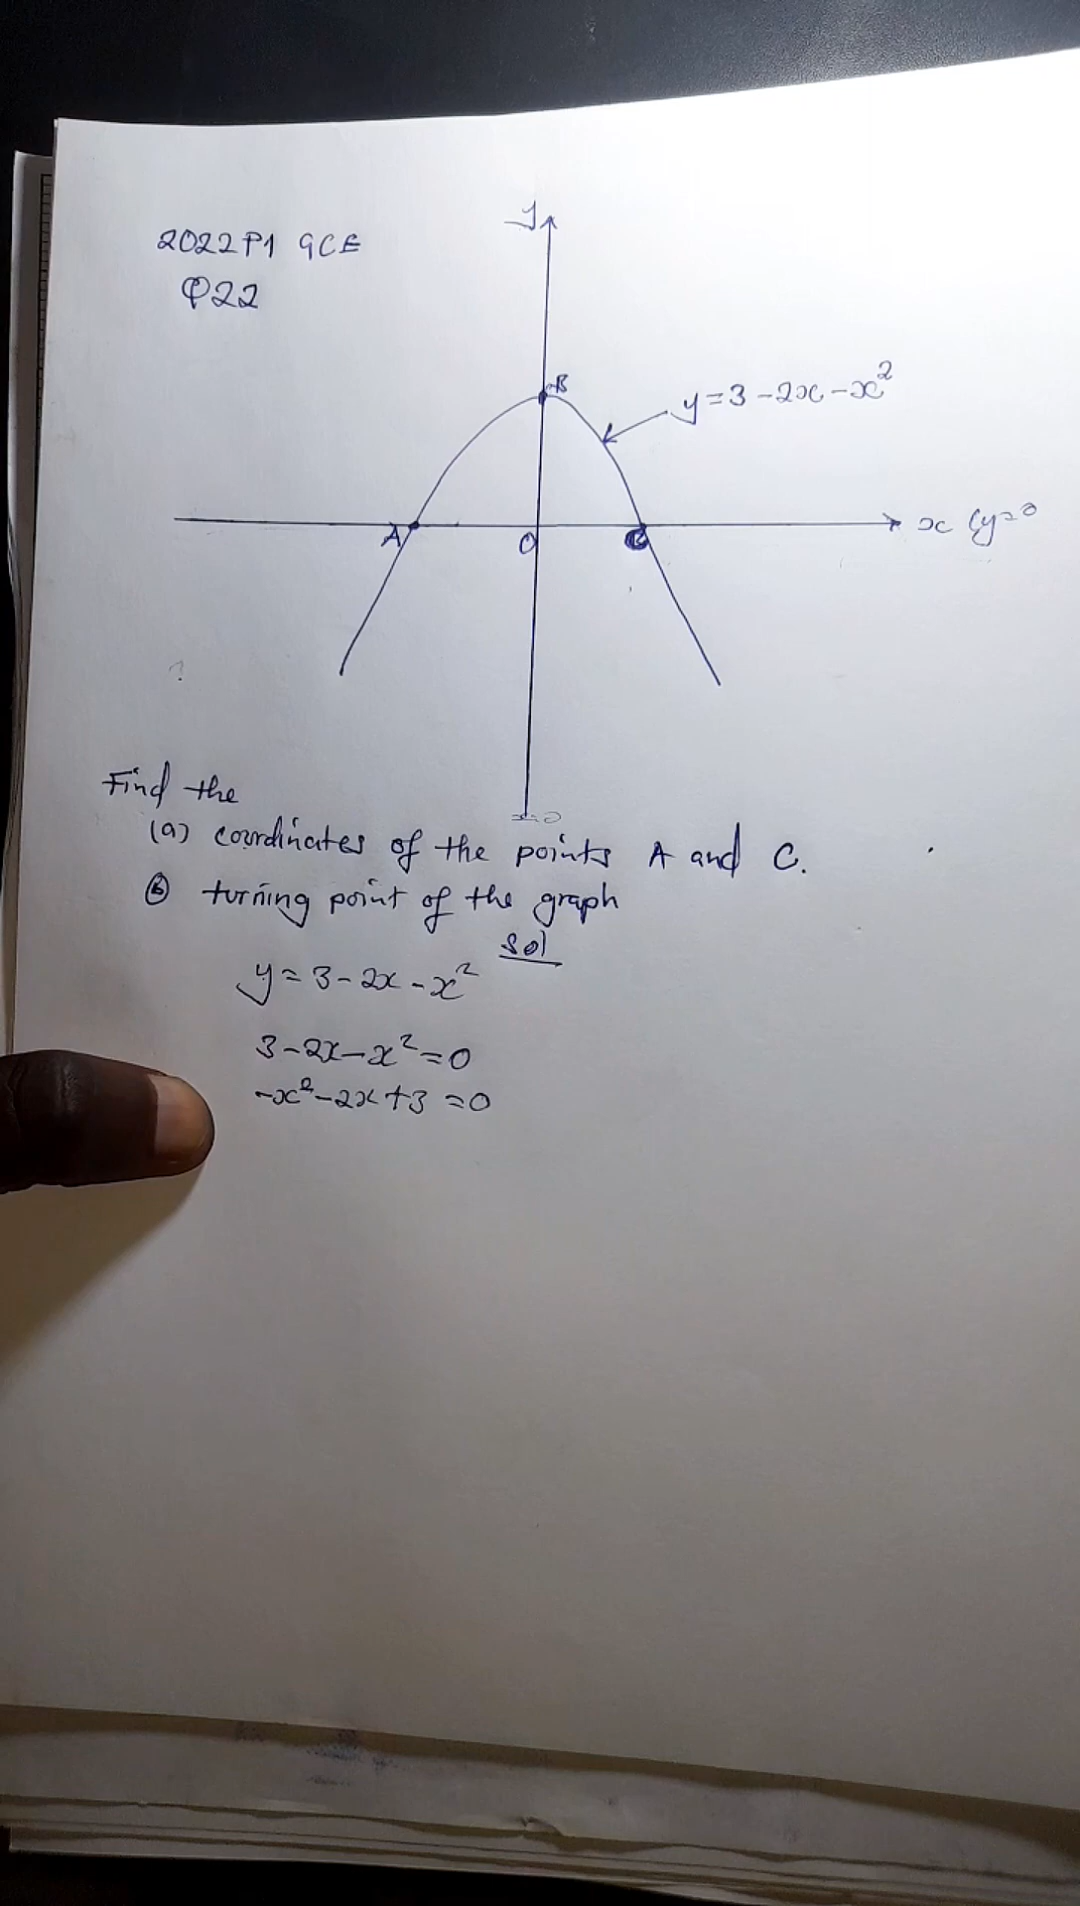 2022 P1 GCE
Q22
y
B
y = 3 - 2x - x²
A
O
C
x (y=0
x=0
Find the
(a) coordinates of the points A and C.
(b) turning point of the graph
Sol
y = 3 - 2x - x²
3 - 2x - x² = 0
-x² - 2x + 3 = 0